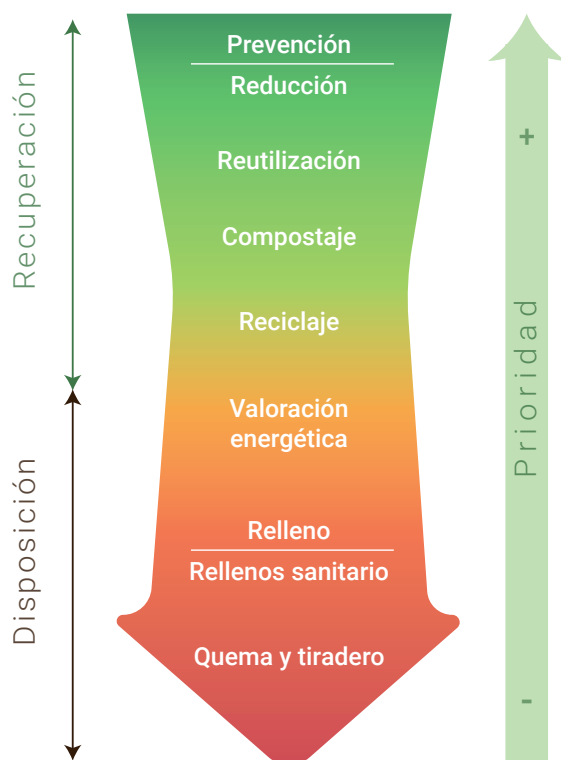 Prevención
Reducción
Reutilización
Compostaje
Reciclaje
Valoración
energética
Relleno
Rellenos sanitario
Quema y tiradero
Recuperación
Disposición
+
Prioridad
-